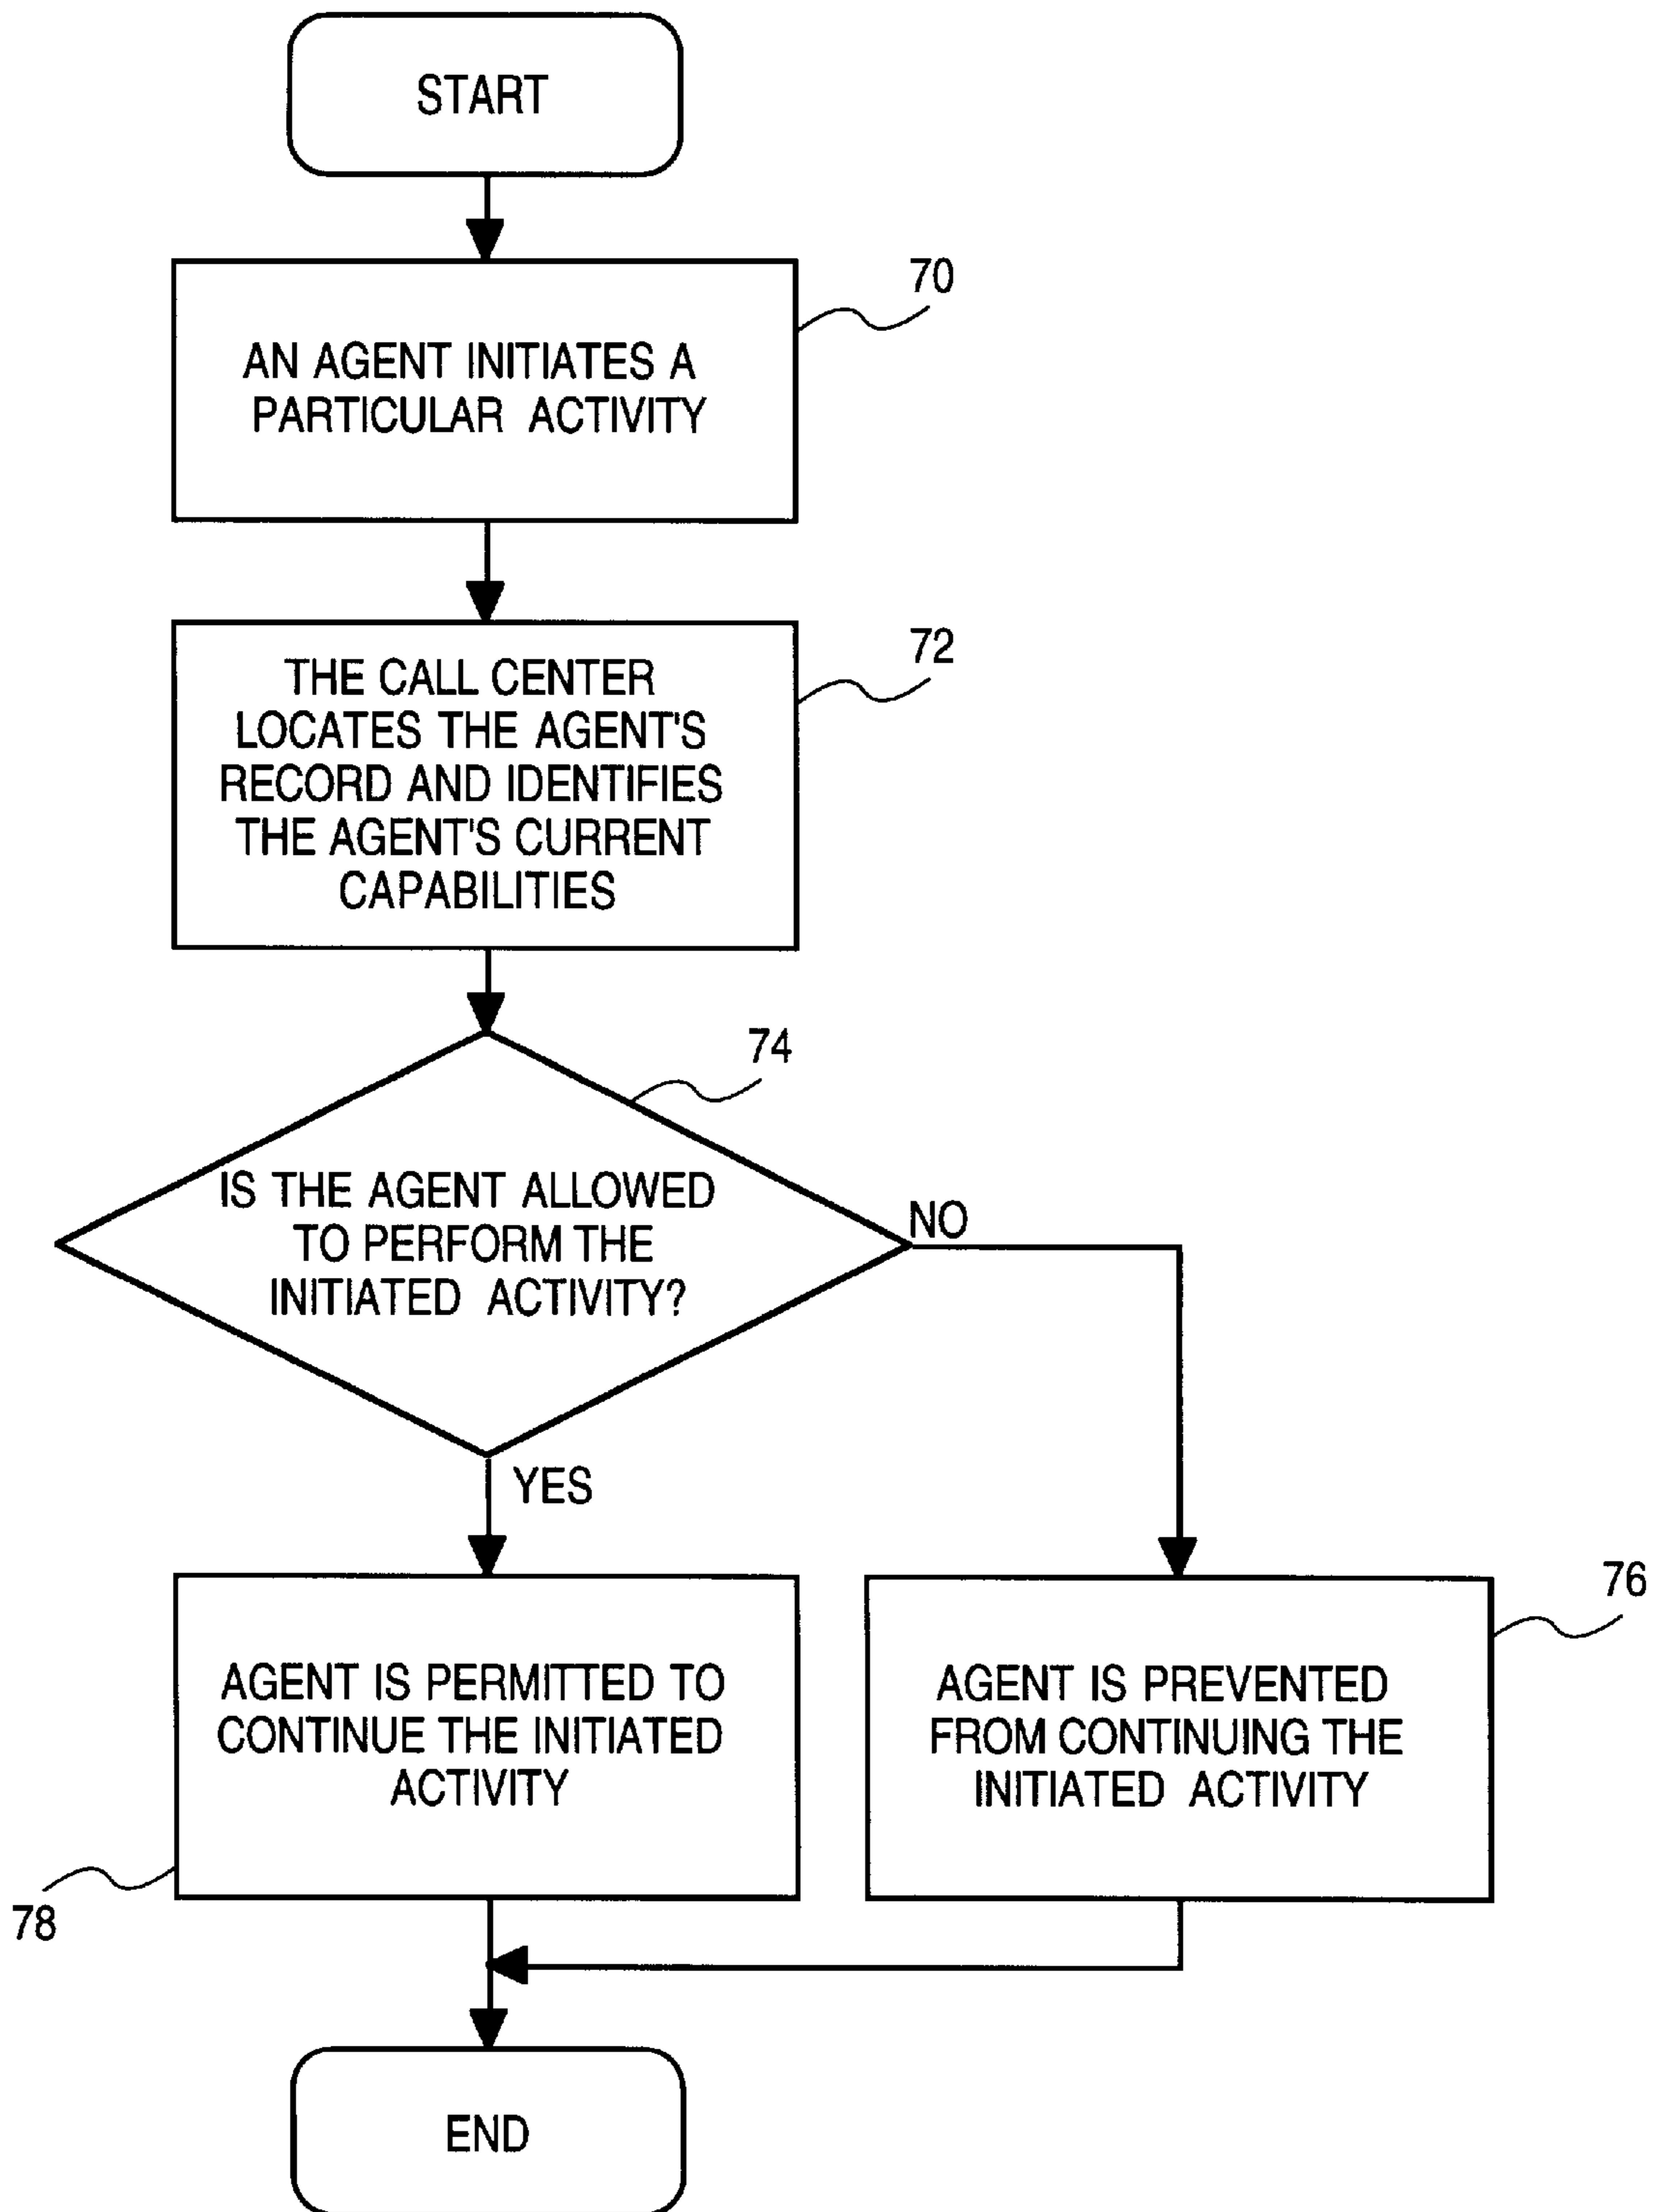 START
70
AN AGENT INITIATES A
PARTICULAR ACTIVITY
72
THE CALL CENTER
LOCATES THE AGENT'S
RECORD AND IDENTIFIES
THE AGENT'S CURRENT
CAPABILITIES
74
IS THE AGENT ALLOWED
TO PERFORM THE
INITIATED ACTIVITY?
NO
YES
76
AGENT IS PERMITTED TO
CONTINUE THE INITIATED
ACTIVITY
AGENT IS PREVENTED
FROM CONTINUING THE
INITIATED ACTIVITY
78
END